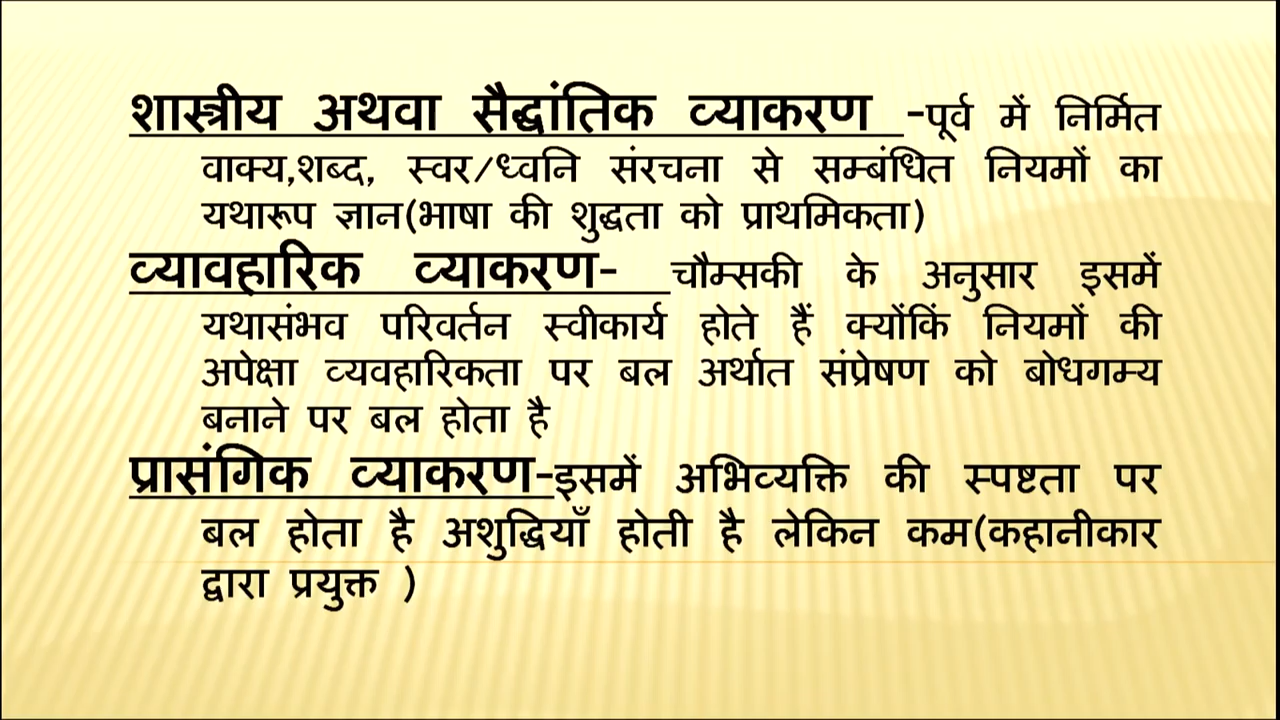 शास्त्रीय अथवा सैद्धांतिक व्याकरण -पूर्व में निर्मित
वाक्य,शब्द, स्वर/ध्वनि संरचना से सम्बंधित नियमों का
यथारूप ज्ञान(भाषा की शुद्धता को प्राथमिकता)
व्यावहारिक व्याकरण- चौम्सकी के अनुसार इसमें
यथासंभव परिवर्तन स्वीकार्य होते हैं क्योंकिं नियमों की
अपेक्षा व्यवहारिकता पर बल अर्थात संप्रेषण को बोधगम्य
बनाने पर बल होता है
प्रासंगिक व्याकरण-इसमें अभिव्यक्ति की स्पष्टता पर
बल होता है अशुद्धियाँ होती है लेकिन कम(कहानीकार
द्वारा प्रयुक्त )